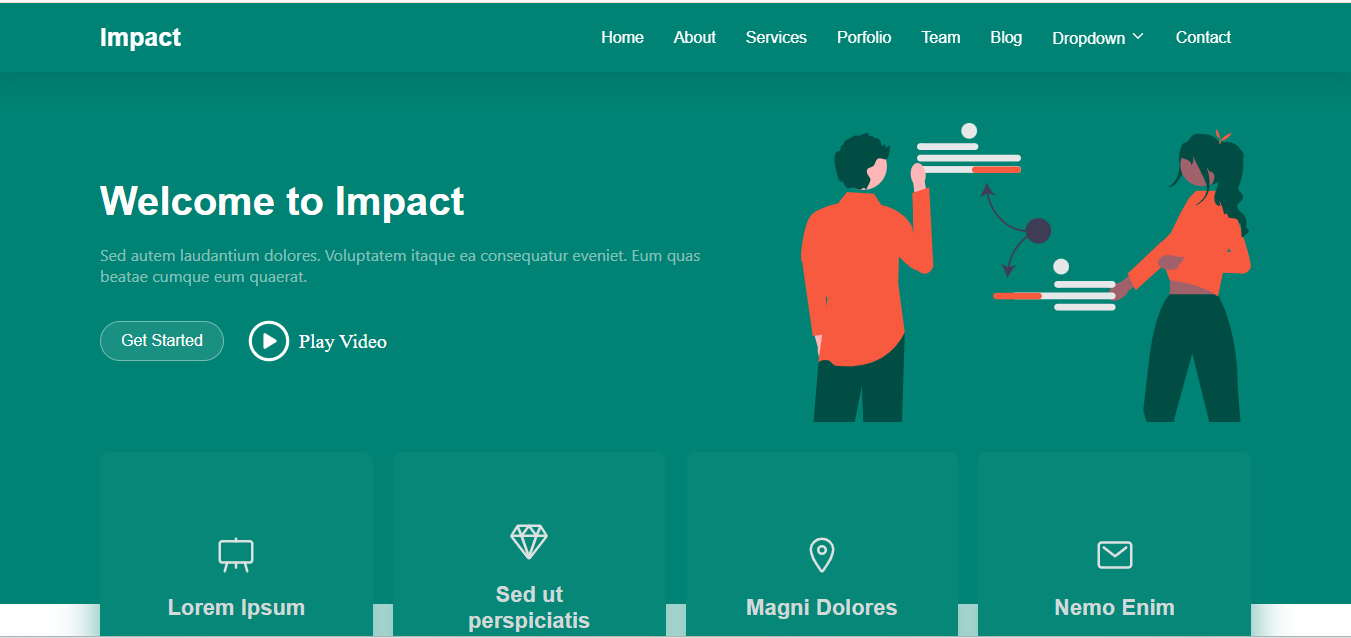 Impact
Home About Services Porfolio Team Blog Dropdown Contact
Welcome to Impact
Sed autem laudantium dolores. Voluptatem itaque ea consequatur eveniet. Eum quas
beatae cumque eum quaerat.
Get Started
Play Video
Lorem Ipsum
Sed ut
perspiciatis
Magni Dolores
Nemo Enim